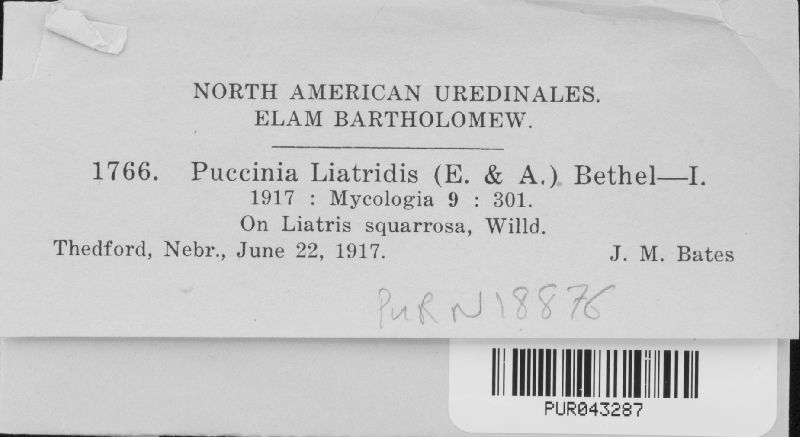 NORTH AMERICAN UREDINALES.
ELAM BARTHOLOMEW.
1766. Puccinia Liatridis (E. & A.) Bethel—I.
1917 : Mycologia 9 : 301.
On Liatris squarrosa, Willd.
Thedford, Nebr., June 22, 1917. J. M. Bates
PUR N18876
PUR043287